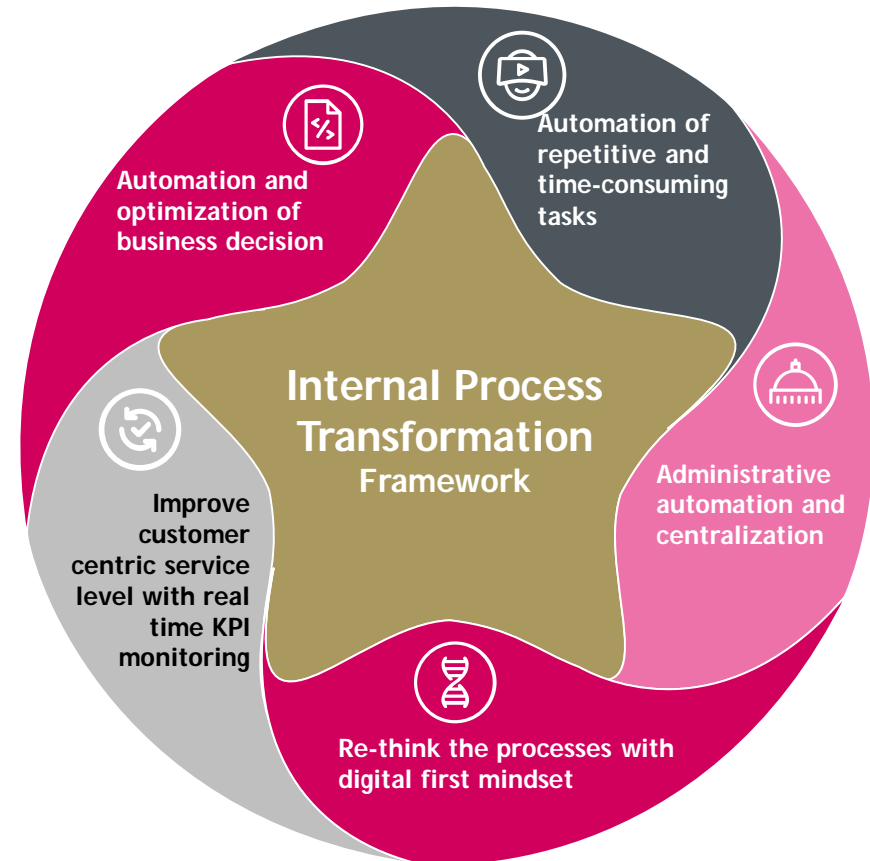 Automation of
repetitive and
time-consuming
tasks
Automation and
optimization of
business decision
Internal Process
Transformation
Framework
Administrative
automation and
centralization
Improve
customer
centric service
level with real
time KPI
monitoring
Re-think the processes with
digital first mindset